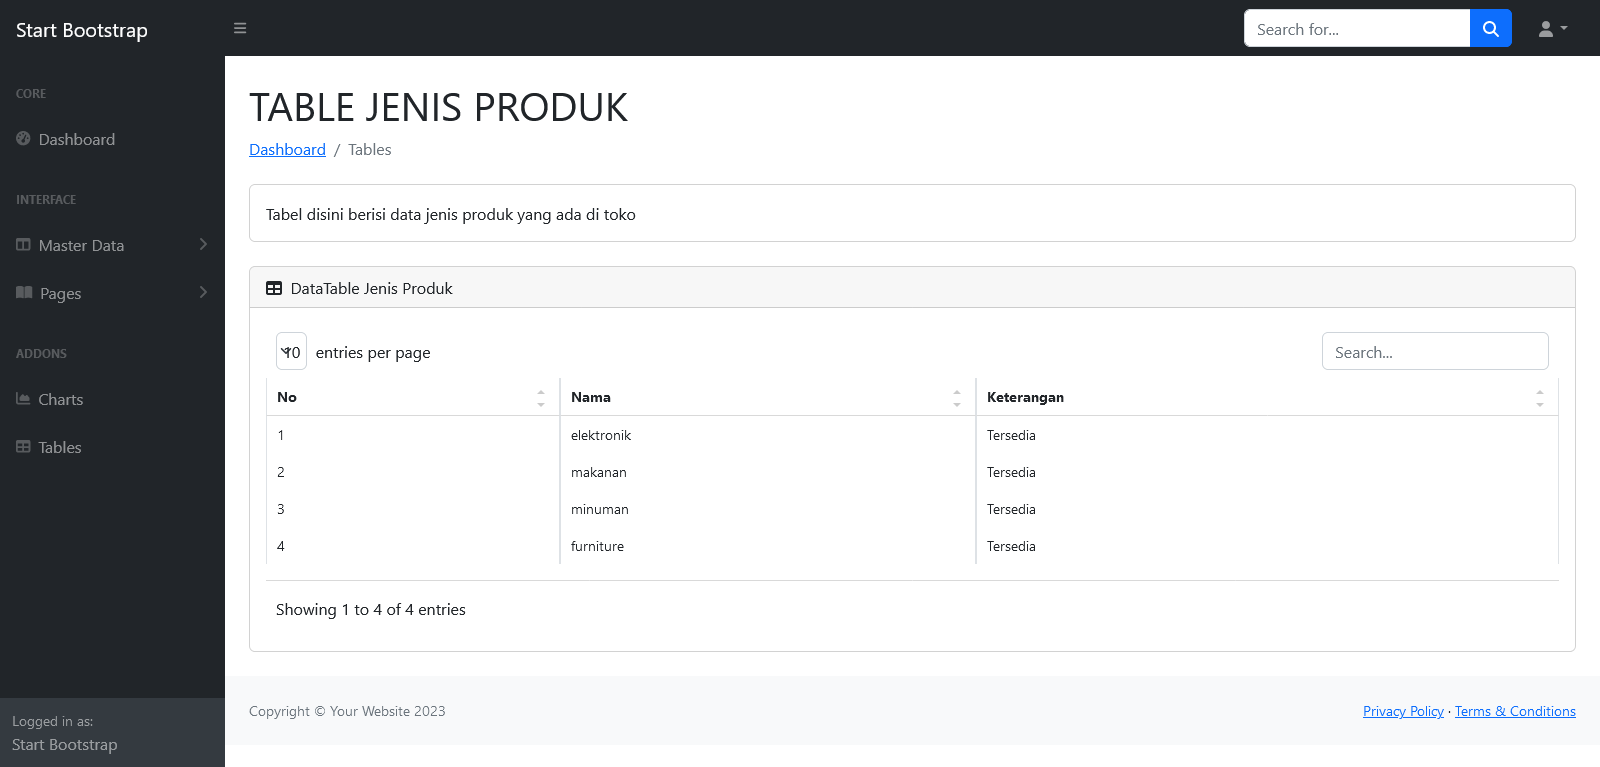 Start Bootstrap
Search for...
CORE
Dashboard
INTERFACE
Master Data
Pages
ADDONS
Charts
Tables
Logged in as:
Start Bootstrap
TABLE JENIS PRODUK
Dashboard / Tables
Tabel disini berisi data jenis produk yang ada di toko
DataTable Jenis Produk
10 entries per page
Search...
No Nama Keterangan
1 elektronik Tersedia
2 makanan Tersedia
3 minuman Tersedia
4 furniture Tersedia
Showing 1 to 4 of 4 entries
Copyright © Your Website 2023
Privacy Policy · Terms & Conditions